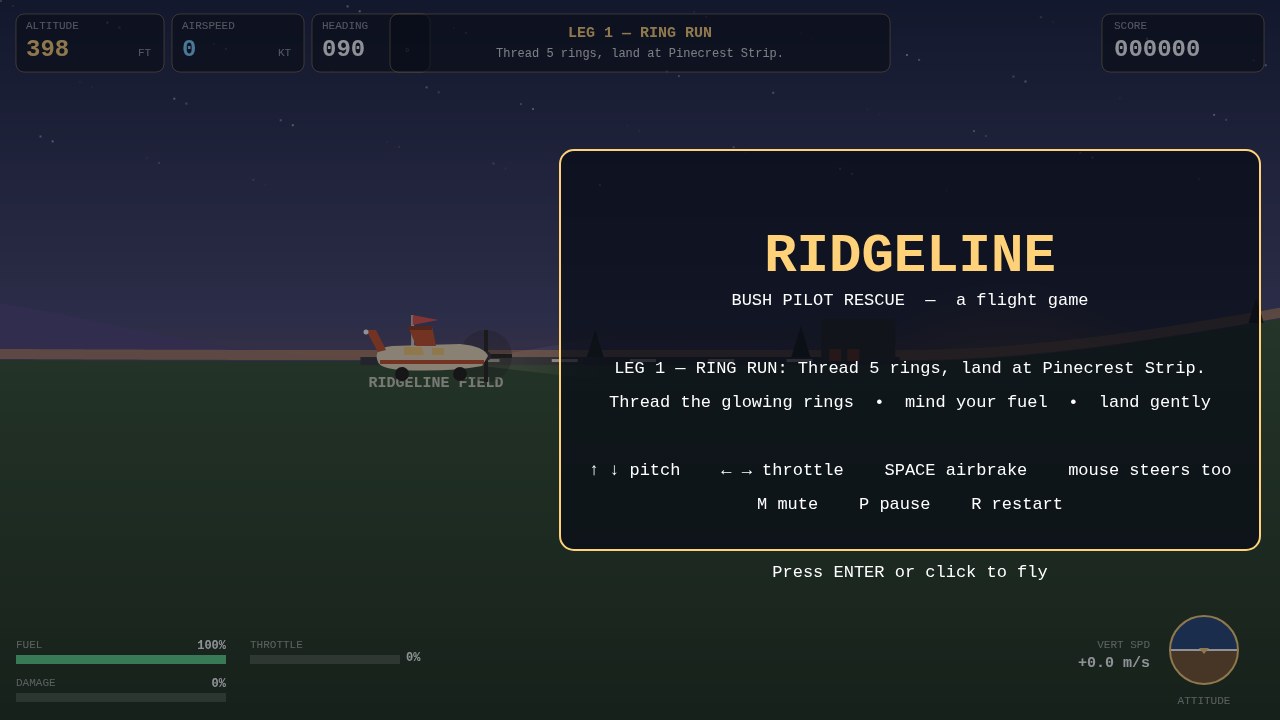 ALTITUDE
398 FT
AIRSPEED
0 KT
HEADING
090
LEG 1 — RING RUN
Thread 5 rings, land at Pinecrest Strip.
SCORE
000000
RIDGELINE
BUSH PILOT RESCUE — a flight game
LEG 1 — RING RUN: Thread 5 rings, land at Pinecrest Strip.
Thread the glowing rings • mind your fuel • land gently
↑ ↓ pitch ← → throttle SPACE airbrake mouse steers too
M mute P pause R restart
Press ENTER or click to fly
RIDGELINE FIELD
FUEL 100%
THROTTLE 0%
DAMAGE 0%
VERT SPD
+0.0 m/s
ATTITUDE